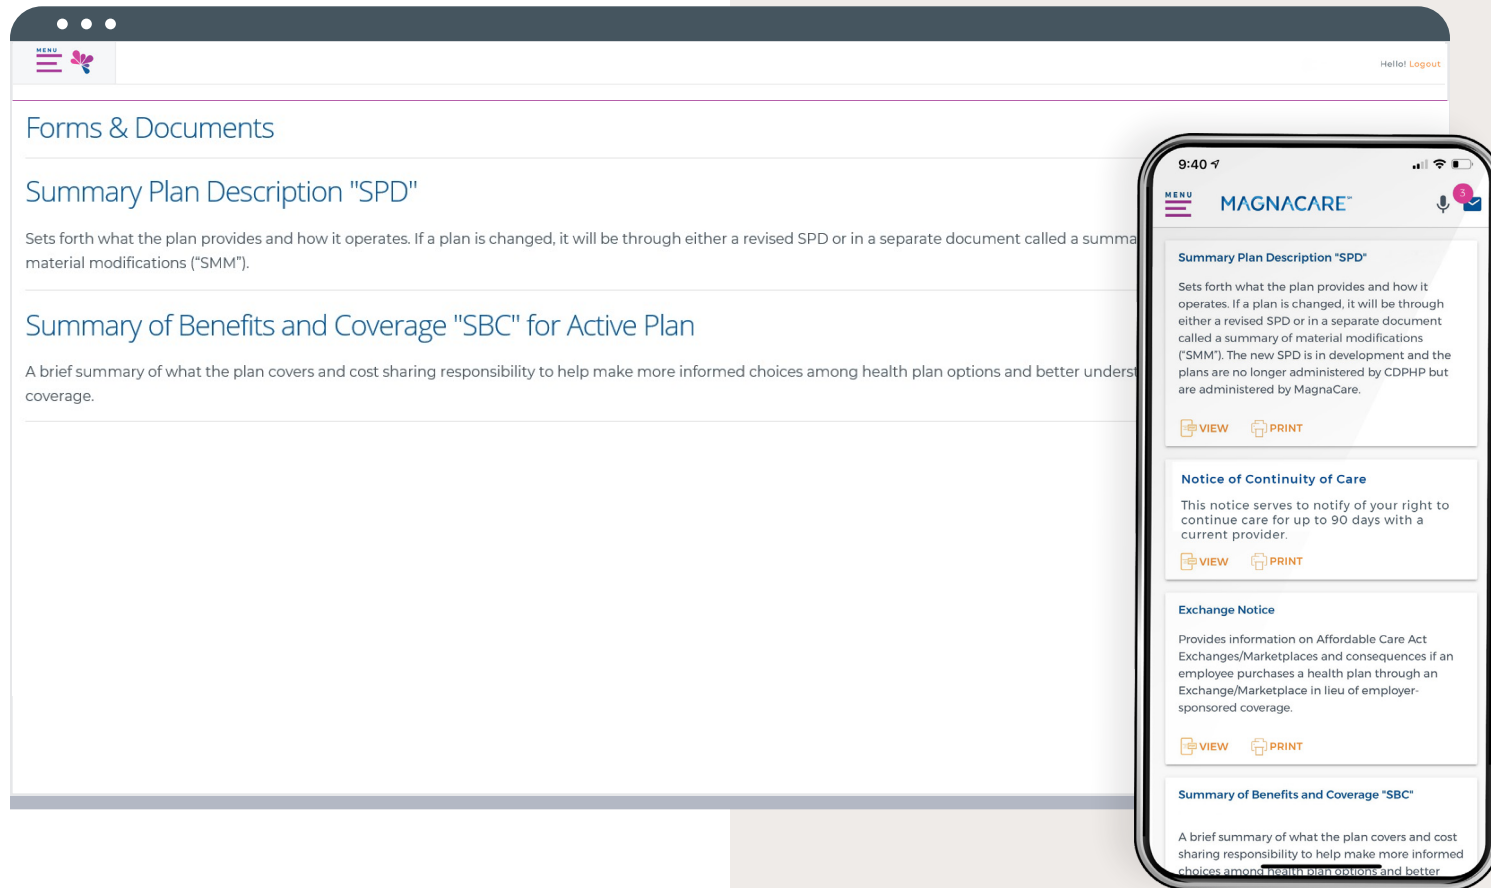 MENU
Hello! Logout
Forms & Documents
Summary Plan Description "SPD"
Sets forth what the plan provides and how it operates. If a plan is changed, it will be through either a revised SPD or in a separate document called a summa
material modifications (“SMM”).
Summary of Benefits and Coverage "SBC" for Active Plan
A brief summary of what the plan covers and cost sharing responsibility to help make more informed choices among health plan options and better underst
coverage.
9:40
MENU
MAGNACARE
3
Summary Plan Description "SPD"
Sets forth what the plan provides and how it
operates. If a plan is changed, it will be through
either a revised SPD or in a separate document
called a summary of material modifications
(“SMM”). The new SPD is in development and the
plans are no longer administered by CDPHP but
are administered by MagnaCare.
VIEW PRINT
Notice of Continuity of Care
This notice serves to notify of your right to
continue care for up to 90 days with a
current provider.
VIEW PRINT
Exchange Notice
Provides information on Affordable Care Act
Exchanges/Marketplaces and consequences if an
employee purchases a health plan through an
Exchange/Marketplace in lieu of employer-
sponsored coverage.
VIEW PRINT
Summary of Benefits and Coverage "SBC"
A brief summary of what the plan covers and cost
sharing responsibility to help make more informed
choices among health plan options and better